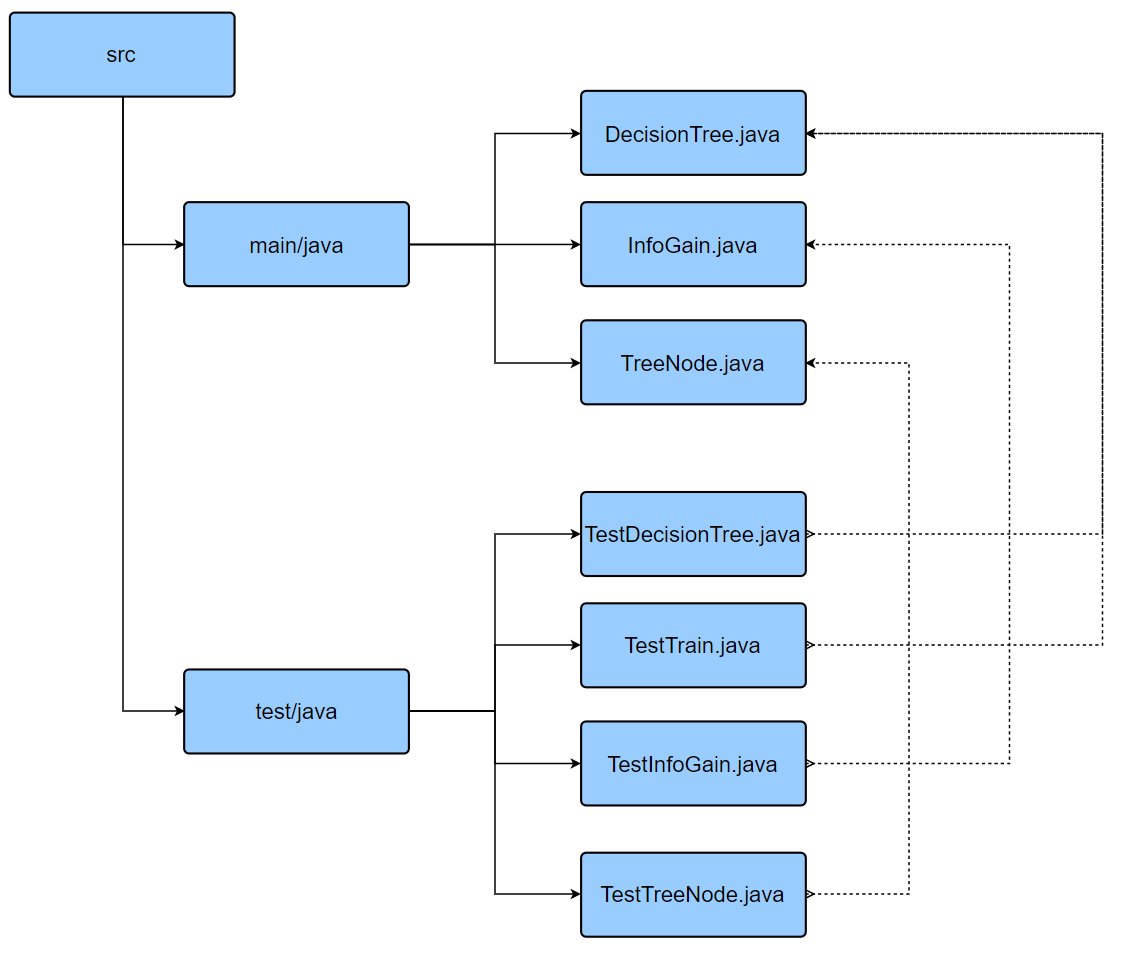 src
DecisionTree.java
main/java
InfoGain.java
TreeNode.java
TestDecisionTree.java
TestTrain.java
test/java
TestInfoGain.java
TestTreeNode.java